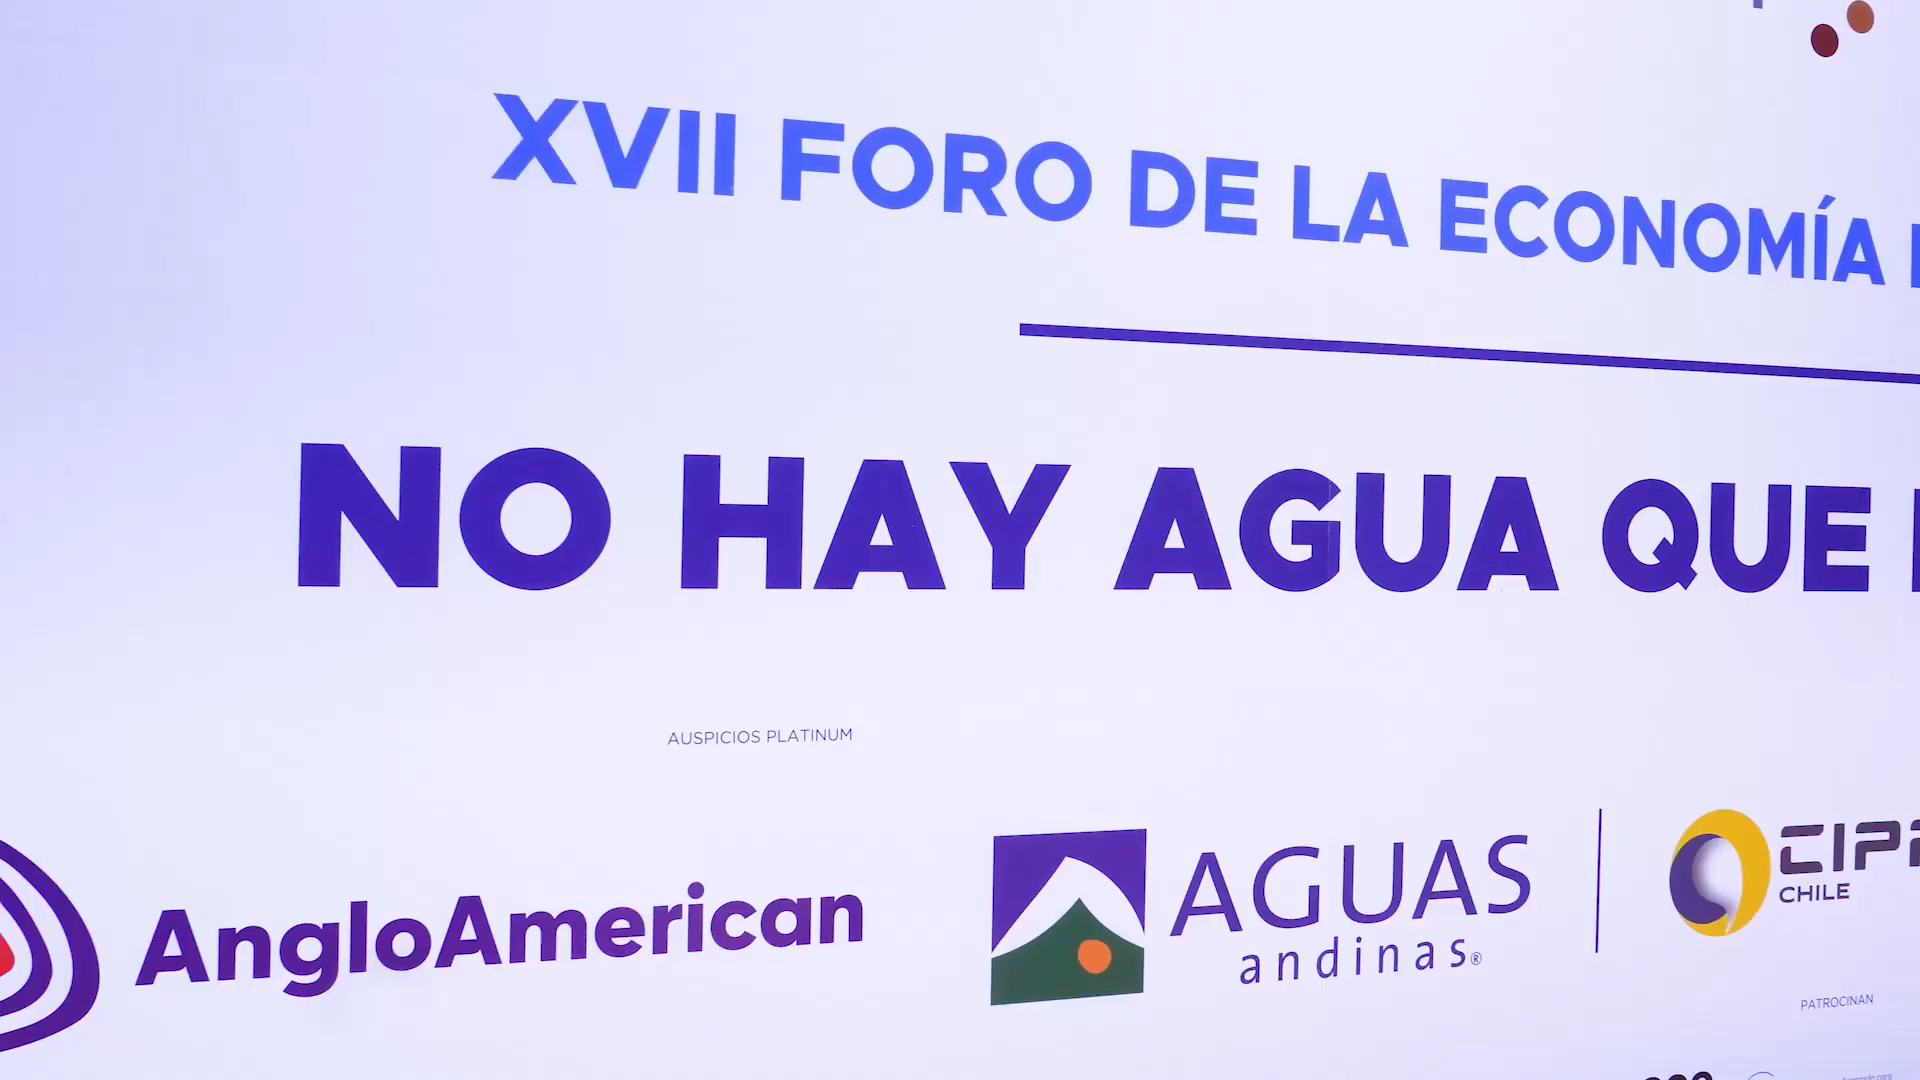 XVII FORO DE LA ECONOMÍA
NO HAY AGUA QUE
AUSPICIOS PLATINUM
AngloAmerican
AGUAS
andinas®
CHILE
PATROCINAN